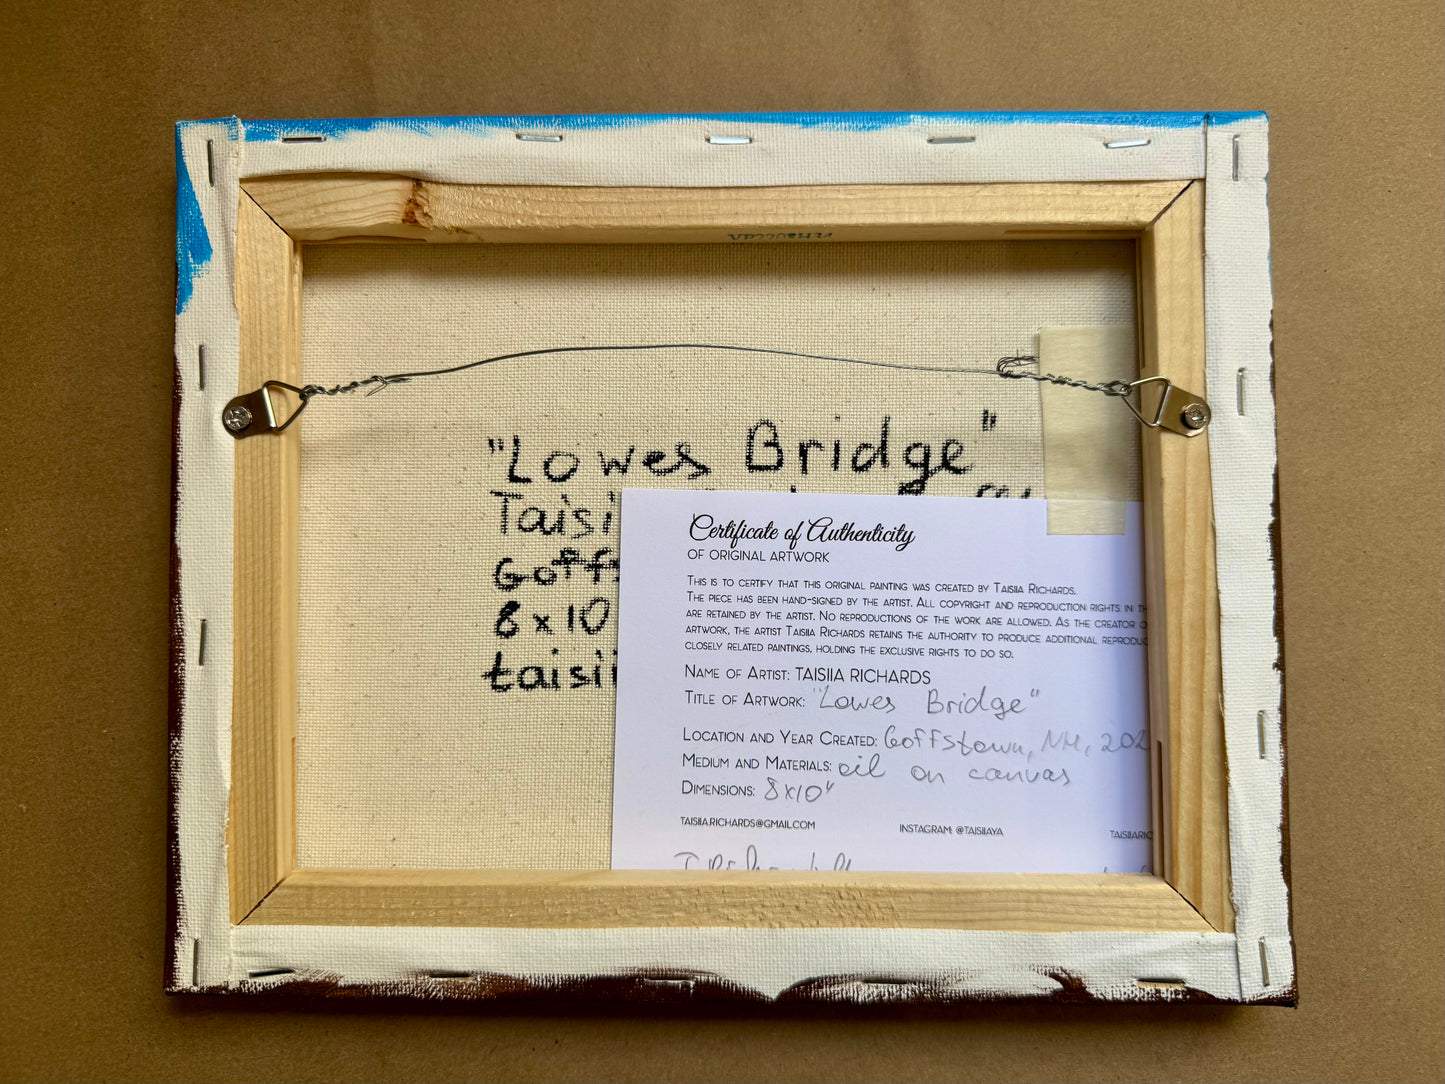 "Lowes Bridge"
Taisi
Goffs
8x10
taisii
Certificate of Authenticity
OF ORIGINAL ARTWORK
THIS IS TO CERTIFY THAT THIS ORIGINAL PAINTING WAS CREATED BY TAISIIA RICHARDS.
THE PIECE HAS BEEN HAND-SIGNED BY THE ARTIST. ALL COPYRIGHT AND REPRODUCTION RIGHTS IN TH
ARE RETAINED BY THE ARTIST. NO REPRODUCTIONS OF THE WORK ARE ALLOWED. AS THE CREATOR O
ARTWORK, THE ARTIST TAISIIA RICHARDS RETAINS THE AUTHORITY TO PRODUCE ADDITIONAL REPRODUC
CLOSELY RELATED PAINTINGS, HOLDING THE EXCLUSIVE RIGHTS TO DO SO.
NAME OF ARTIST: TAISIIA RICHARDS
TITLE OF ARTWORK: "Lowes Bridge"
LOCATION AND YEAR CREATED: Goffstown, NH, 202
MEDIUM AND MATERIALS: oil on canvas
DIMENSIONS: 8x10"
TAISIIA.RICHARDS@GMAIL.COM INSTAGRAM: @TAISIIAYA TAISIIARIC